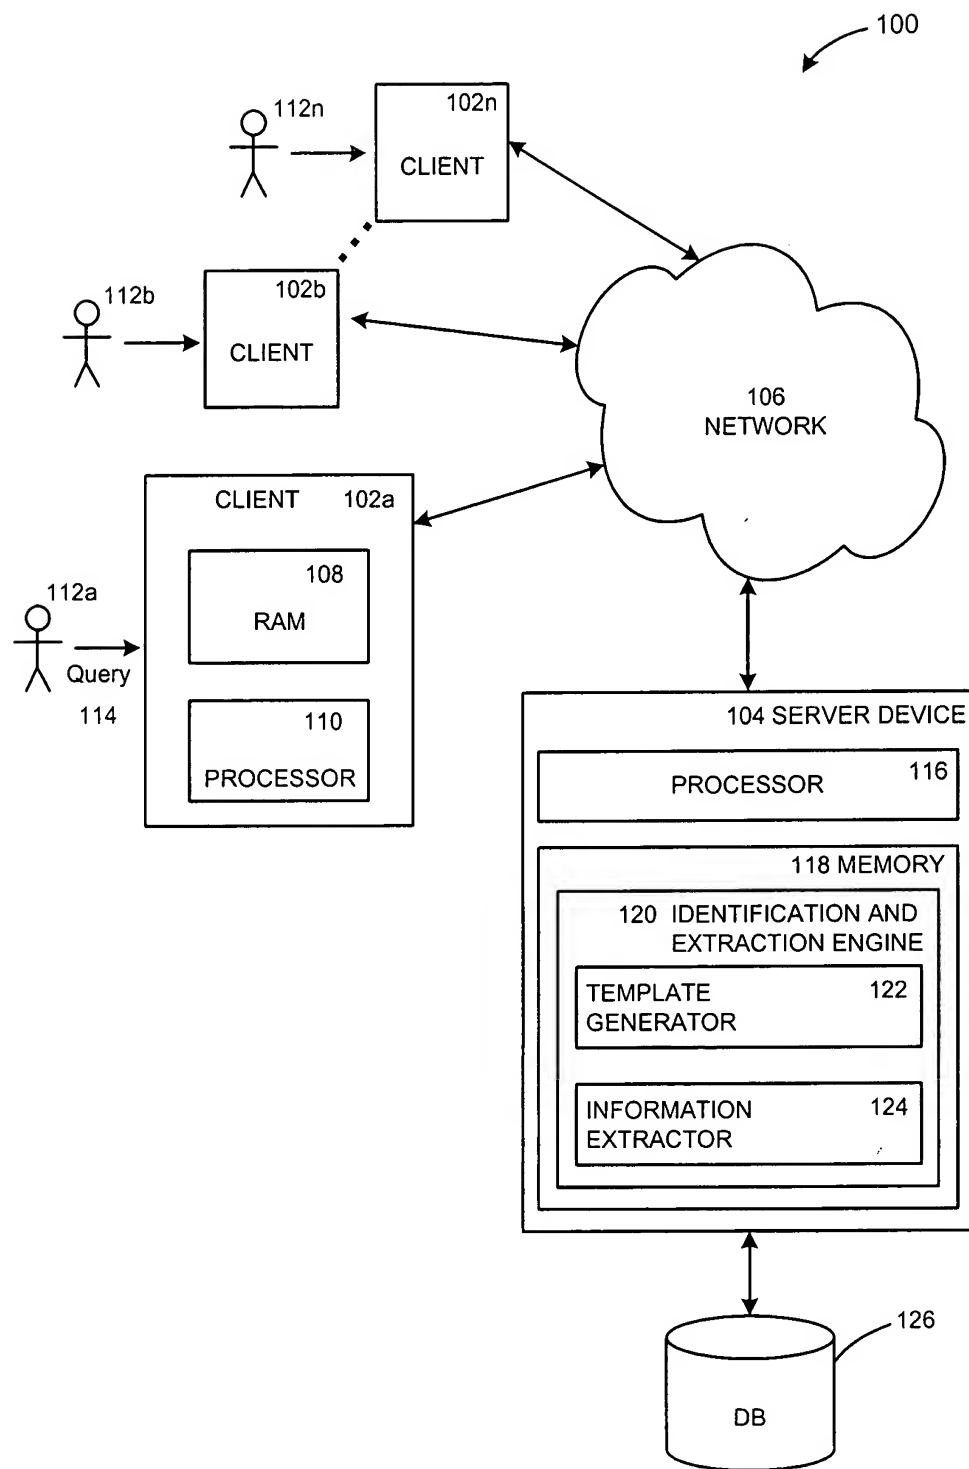 100
112n
102n
CLIENT
112b
102b
CLIENT
106
NETWORK
CLIENT 102a
108
RAM
112a
Query
114
110
PROCESSOR
104 SERVER DEVICE
PROCESSOR 116
118 MEMORY
120 IDENTIFICATION AND
EXTRACTION ENGINE
TEMPLATE 122
GENERATOR
INFORMATION 124
EXTRACTOR
126
DB